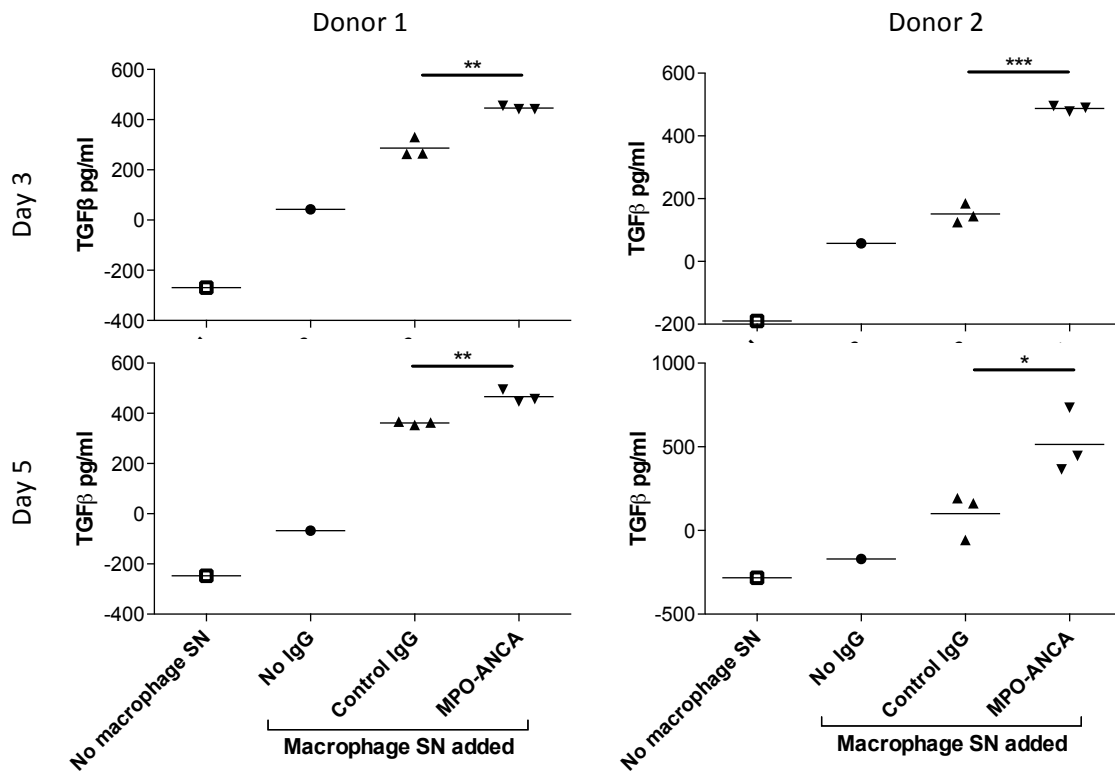 Donor 1
Donor 2
Day 3
TGFβ pg/ml
600
400
200
0
-200
-400
**
TGFβ pg/ml
600
400
200
0
-200
***
Day 5
TGFβ pg/ml
600
400
200
0
-200
-400
**
No macrophage SN
No IgG
Control IgG
MPO-ANCA
Macrophage SN added
TGFβ pg/ml
1000
500
0
-500
*
No macrophage SN
No IgG
Control IgG
MPO-ANCA
Macrophage SN added